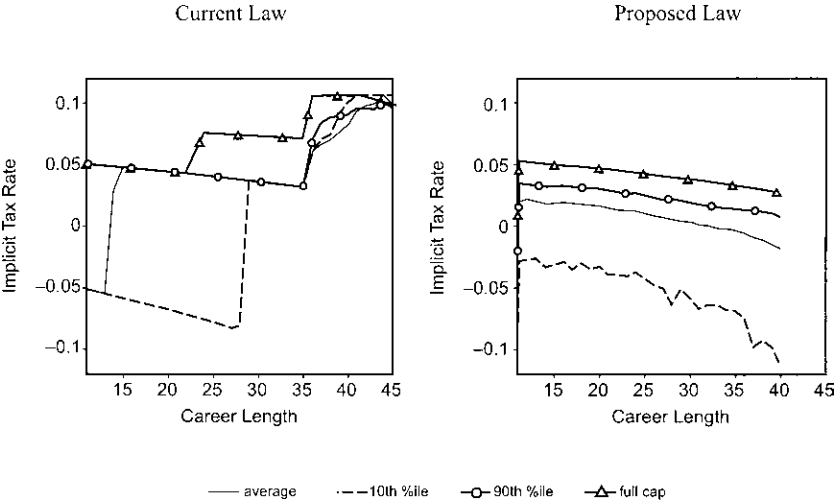 Current Law
Proposed Law
Implicit Tax Rate
0.1
0.05
0
−0.05
−0.1
15 20 25 30 35 40 45
Career Length
Implicit Tax Rate
0.1
0.05
0
−0.05
−0.1
15 20 25 30 35 40 45
Career Length
average 10th %ile 90th %ile full cap